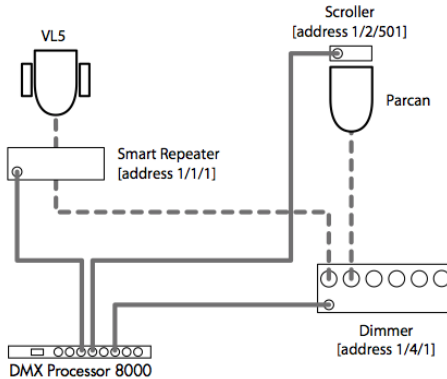 VL5
Scroller
[address 1/2/501]
Parcan
Smart Repeater
[address 1/1/1]
Dimmer
[address 1/4/1]
DMX Processor 8000